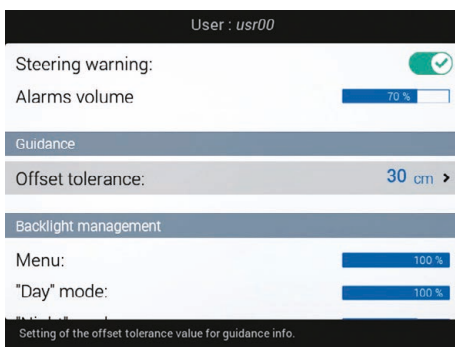 User : usr00
Steering warning:
Alarms volume 70 %
Guidance
Offset tolerance: 30 cm >
Backlight management
Menu: 100 %
"Day" mode: 100 %
Setting of the offset tolerance value for guidance info.